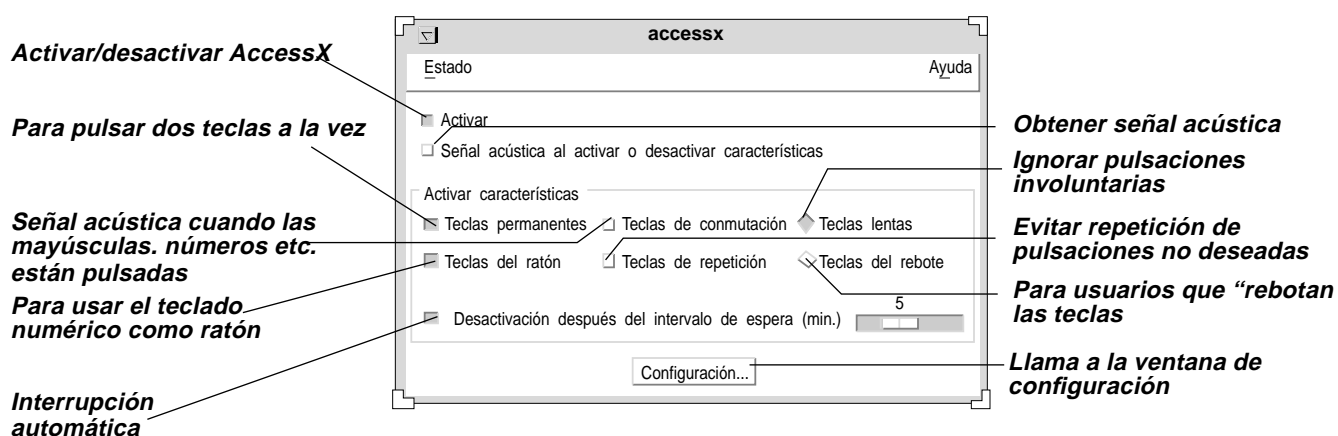 accessx
Estado
Ayuda
Activar
Señal acústica al activar o desactivar características
Activar características
Teclas permanentes
Teclas de conmutación
Teclas lentas
Teclas del ratón
Teclas de repetición
Teclas del rebote
Desactivación después del intervalo de espera (min.)
5
Configuración...
Activar/desactivar AccessX
Para pulsar dos teclas a la vez
Señal acústica cuando las
mayúsculas. números etc.
están pulsadas
Para usar el teclado
numérico como ratón
Interrupción
automática
Obtener señal acústica
Ignorar pulsaciones
involuntarias
Evitar repetición de
pulsaciones no deseadas
Para usuarios que “rebotan
las teclas
Llama a la ventana de
configuración